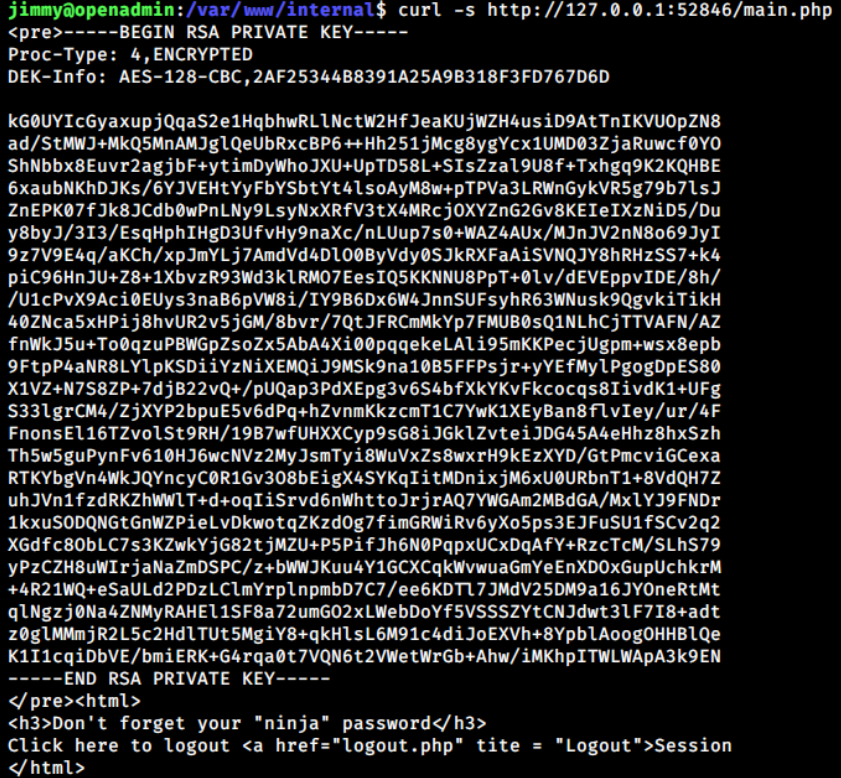 jimmy@openadmin:/var/www/internal$ curl -s http://127.0.0.1:52846/main.php
<pre>-----BEGIN RSA PRIVATE KEY-----
Proc-Type: 4,ENCRYPTED
DEK-Info: AES-128-CBC,2AF25344B8391A25A9B318F3FD767D6D

kG0UYIcGyaxupjQqaS2e1HqbhwRLlNctW2HfJeaKUjWZH4usiD9AtTnIKVUOpZN8
ad/StMWJ+MkQ5MnAMJglQeUbRxcBP6++Hh251jMcg8ygYcx1UMD03ZjaRuwcf0YO
ShNbbx8Euvr2agjbF+ytimDyWhoJXU+UpTD58L+SIsZzal9U8f+Txhgq9K2KQHBE
6xaubNKhDJKs/6YJVEHtYyFbYSbtYt4lsoAyM8w+pTPVa3LRWnGykVR5g79b7lsJ
ZnEPK07fJk8JCdb0wPnLNy9LsyNxXRfV3tX4MRcjOXYZnG2Gv8KEIeIXzNiD5/Du
y8byJ/3I3/EsqHphIHgD3UfvHy9naXc/nLUup7s0+WAZ4AUx/MJnJV2nN8o69JyI
9z7V9E4q/aKCh/xpJmYLj7AmdVd4DlO0ByVdy0SJkRXFaAiSVNQJY8hRHzSS7+k4
piC96HnJU+Z8+1XbvzR93Wd3klRMO7EesIQ5KKNNU8PpT+0lv/dEVEppvIDE/8h/
/U1cPvX9Aci0EUys3naB6pVW8i/IY9B6Dx6W4JnnSUFsyhR63WNusk9QgvkiTikH
40ZNca5xHPij8hvUR2v5jGM/8bvr/7QtJFRCmMkYp7FMUB0sQ1NLhCjTTVAFN/AZ
fnWkJ5u+To0qzuPBWGpZsoZx5AbA4Xi00pqqekeLAli95mKKPecjUgpm+wsx8epb
9FtpP4aNR8LYlpKSDiiYzNiXEMQiJ9MSk9na10B5FFPsjr+yYEfMylPgogDpES80
X1VZ+N7S8ZP+7djB22vQ+/pUQap3PdXEpg3v6S4bfXkYKvFkcocqs8IivdK1+UFg
S33lgrCM4/ZjXYP2bpuE5v6dPq+hZvnmKkzcmT1C7YwK1XEyBan8flvIey/ur/4F
FnonsEl16TZvolSt9RH/19B7wfUHXXCyp9sG8iJGklZvteiJDG45A4eHhz8hxSzh
Th5w5guPynFv610HJ6wcNVz2MyJsmTyi8WuVxZs8wxrH9kEzXYD/GtPmcviGCexa
RTKYbgVn4WkJQYncyC0R1Gv3O8bEigX4SYKqIitMDnixjM6xU0URbnT1+8VdQH7Z
uhJVn1fzdRKZhWWlT+d+oqIiSrvd6nWhttoJrjrAQ7YWGAm2MBdGA/MxlYJ9FNDr
1kxuSODQNGtGnWZPieLvDkwotqZKzdOg7fimGRWiRv6yXo5ps3EJFuSU1fSCv2q2
XGdfc8ObLC7s3KZwkYjG82tjMZU+P5PifJh6N0PqpxUCxDqAfY+RzcTcM/SLhS79
yPzCZH8uWIrjaNaZmDSPC/z+bWWJKuu4Y1GCXCqkWvwuaGmYeEnXDOxGupUchkrM
+4R21WQ+eSaULd2PDzLClmYrplnpmbD7C7/ee6KDTl7JMdV25DM9a16JYOneRtMt
qlNgzj0Na4ZNMyRAHEl1SF8a72umGO2xLWebDoYf5VSSSZYtCNJdwt3lF7I8+adt
z0glMMmjR2L5c2HdlTUt5MgiY8+qkHlsL6M91c4diJoEXVh+8YpblAoogOHHBlQe
K1I1cqiDbVE/bmiERK+G4rqa0t7VQN6t2VWetWrGb+Ahw/iMKhpITWLWApA3k9EN
-----END RSA PRIVATE KEY-----
</pre><html>
<h3>Don't forget your "ninja" password</h3>
Click here to logout <a href="logout.php" tite = "Logout">Session
</html>